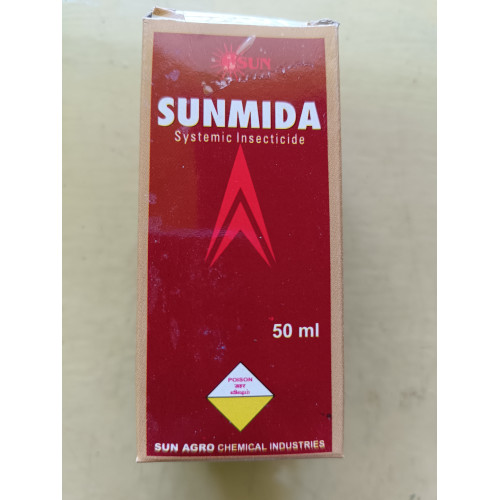 SUN
SUNMIDA
Systemic Insecticide
50 ml
POISON
SUN AGRO CHEMICAL INDUSTRIES